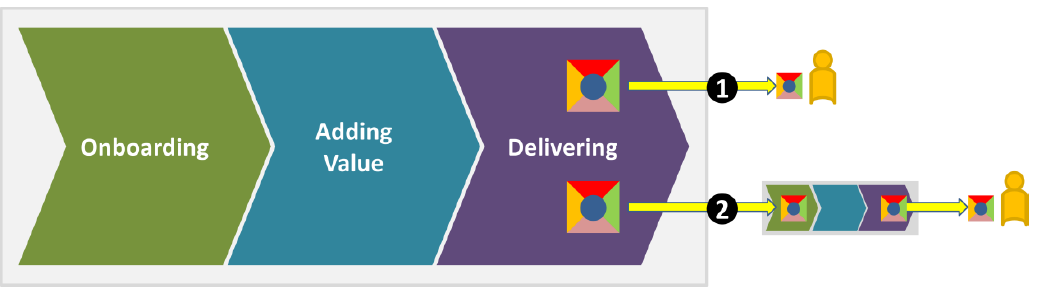 Onboarding
Adding
Value
Delivering
1
2